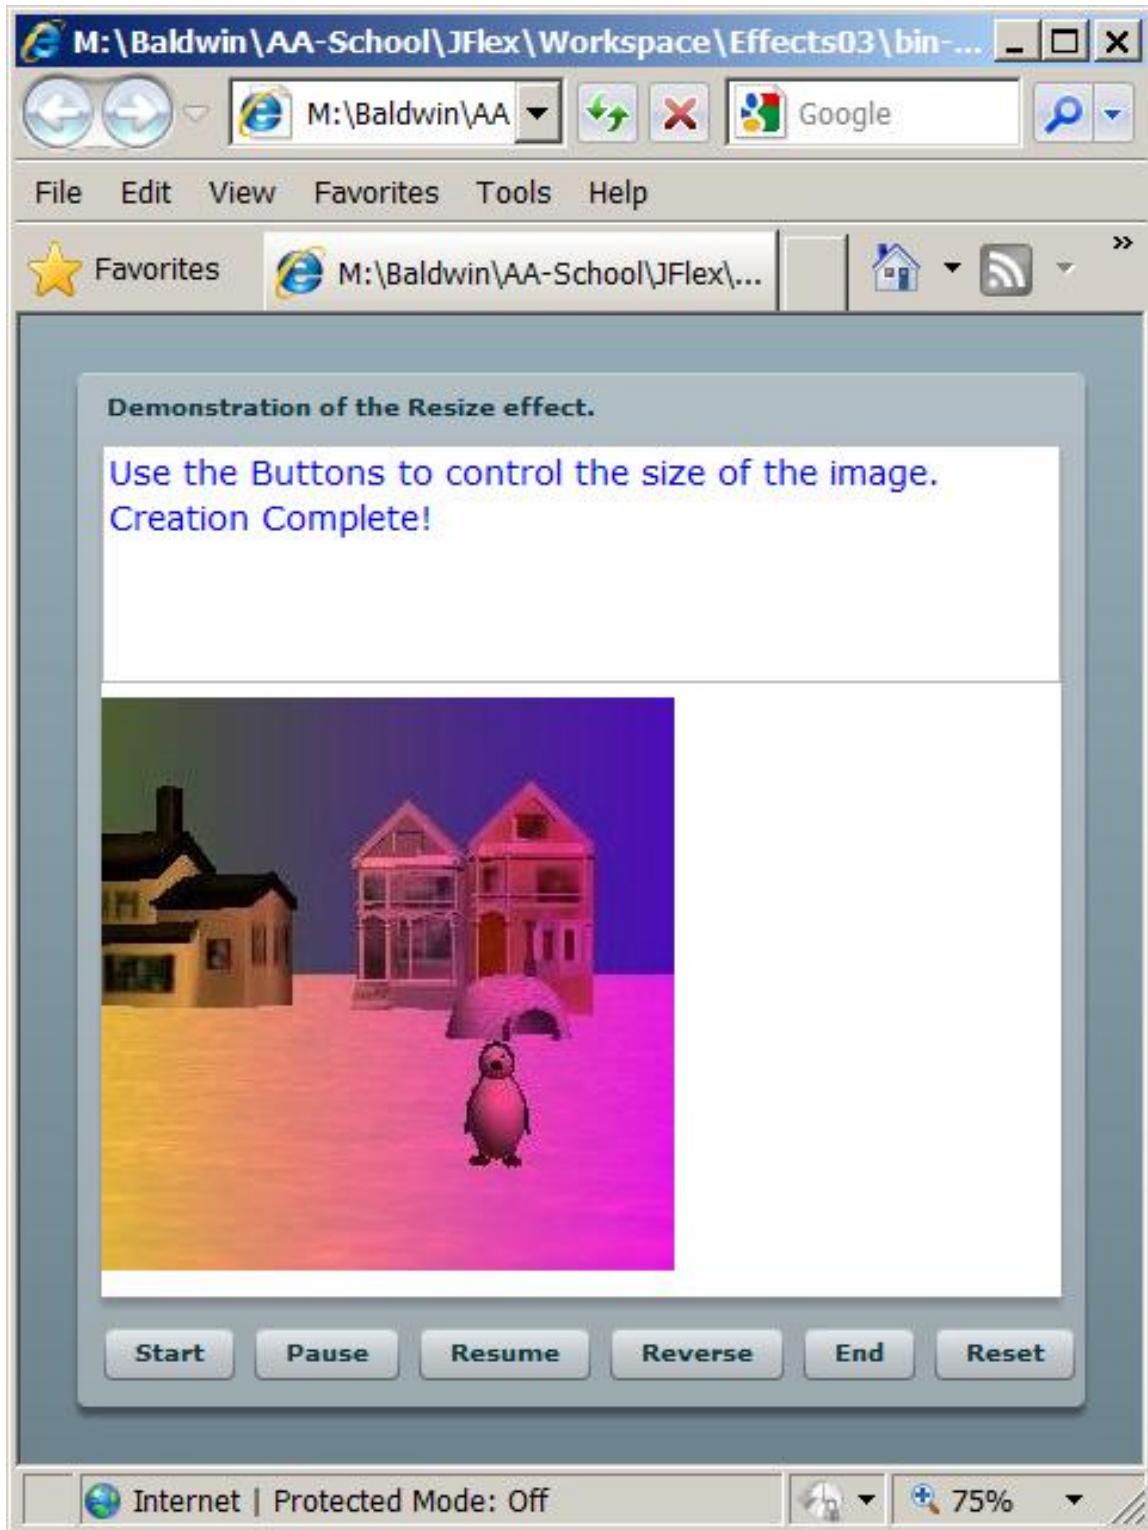 M:\Baldwin\AA-School\JFlex\Workspace\Effects03\bin-...
M:\Baldwin\AA
Google
File Edit View Favorites Tools Help
Favorites M:\Baldwin\AA-School\JFlex\... »
Demonstration of the Resize effect.
Use the Buttons to control the size of the image.
Creation Complete!
Start Pause Resume Reverse End Reset
Internet | Protected Mode: Off 75%